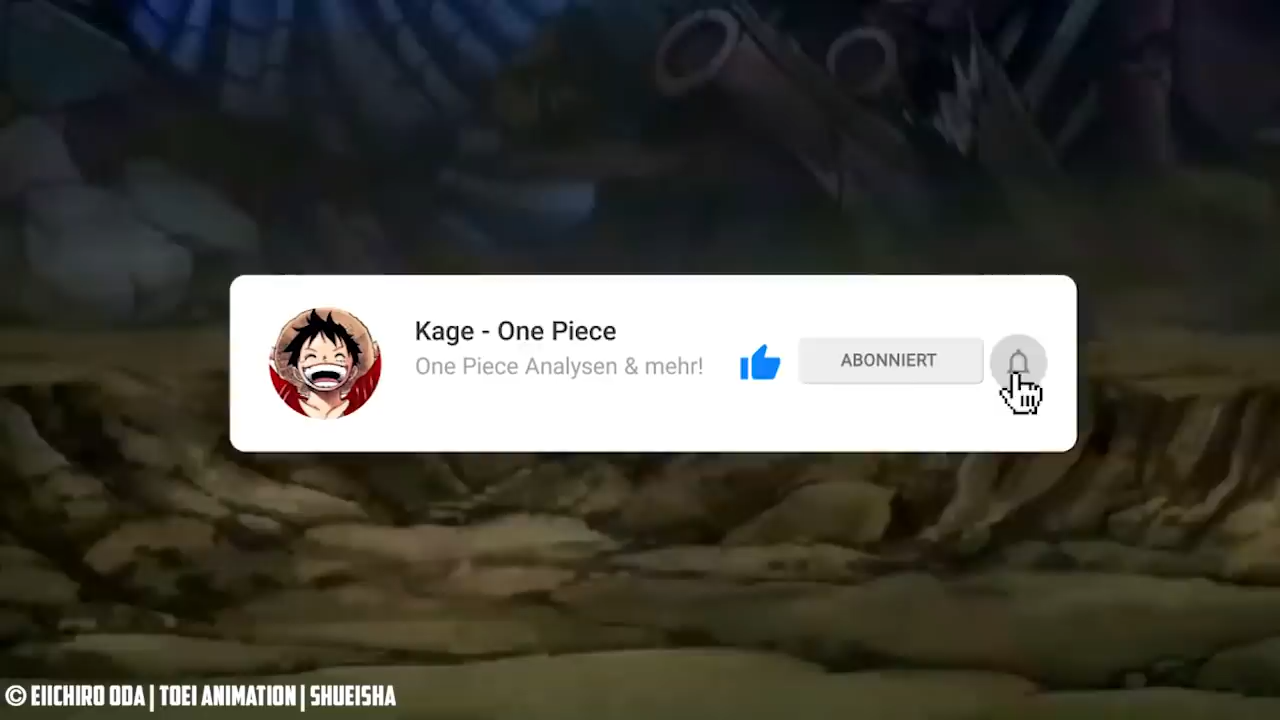 Kage - One Piece
One Piece Analysen & mehr!
ABONNIERT
© EIICHIRO ODA | TOEI ANIMATION | SHUEISHA